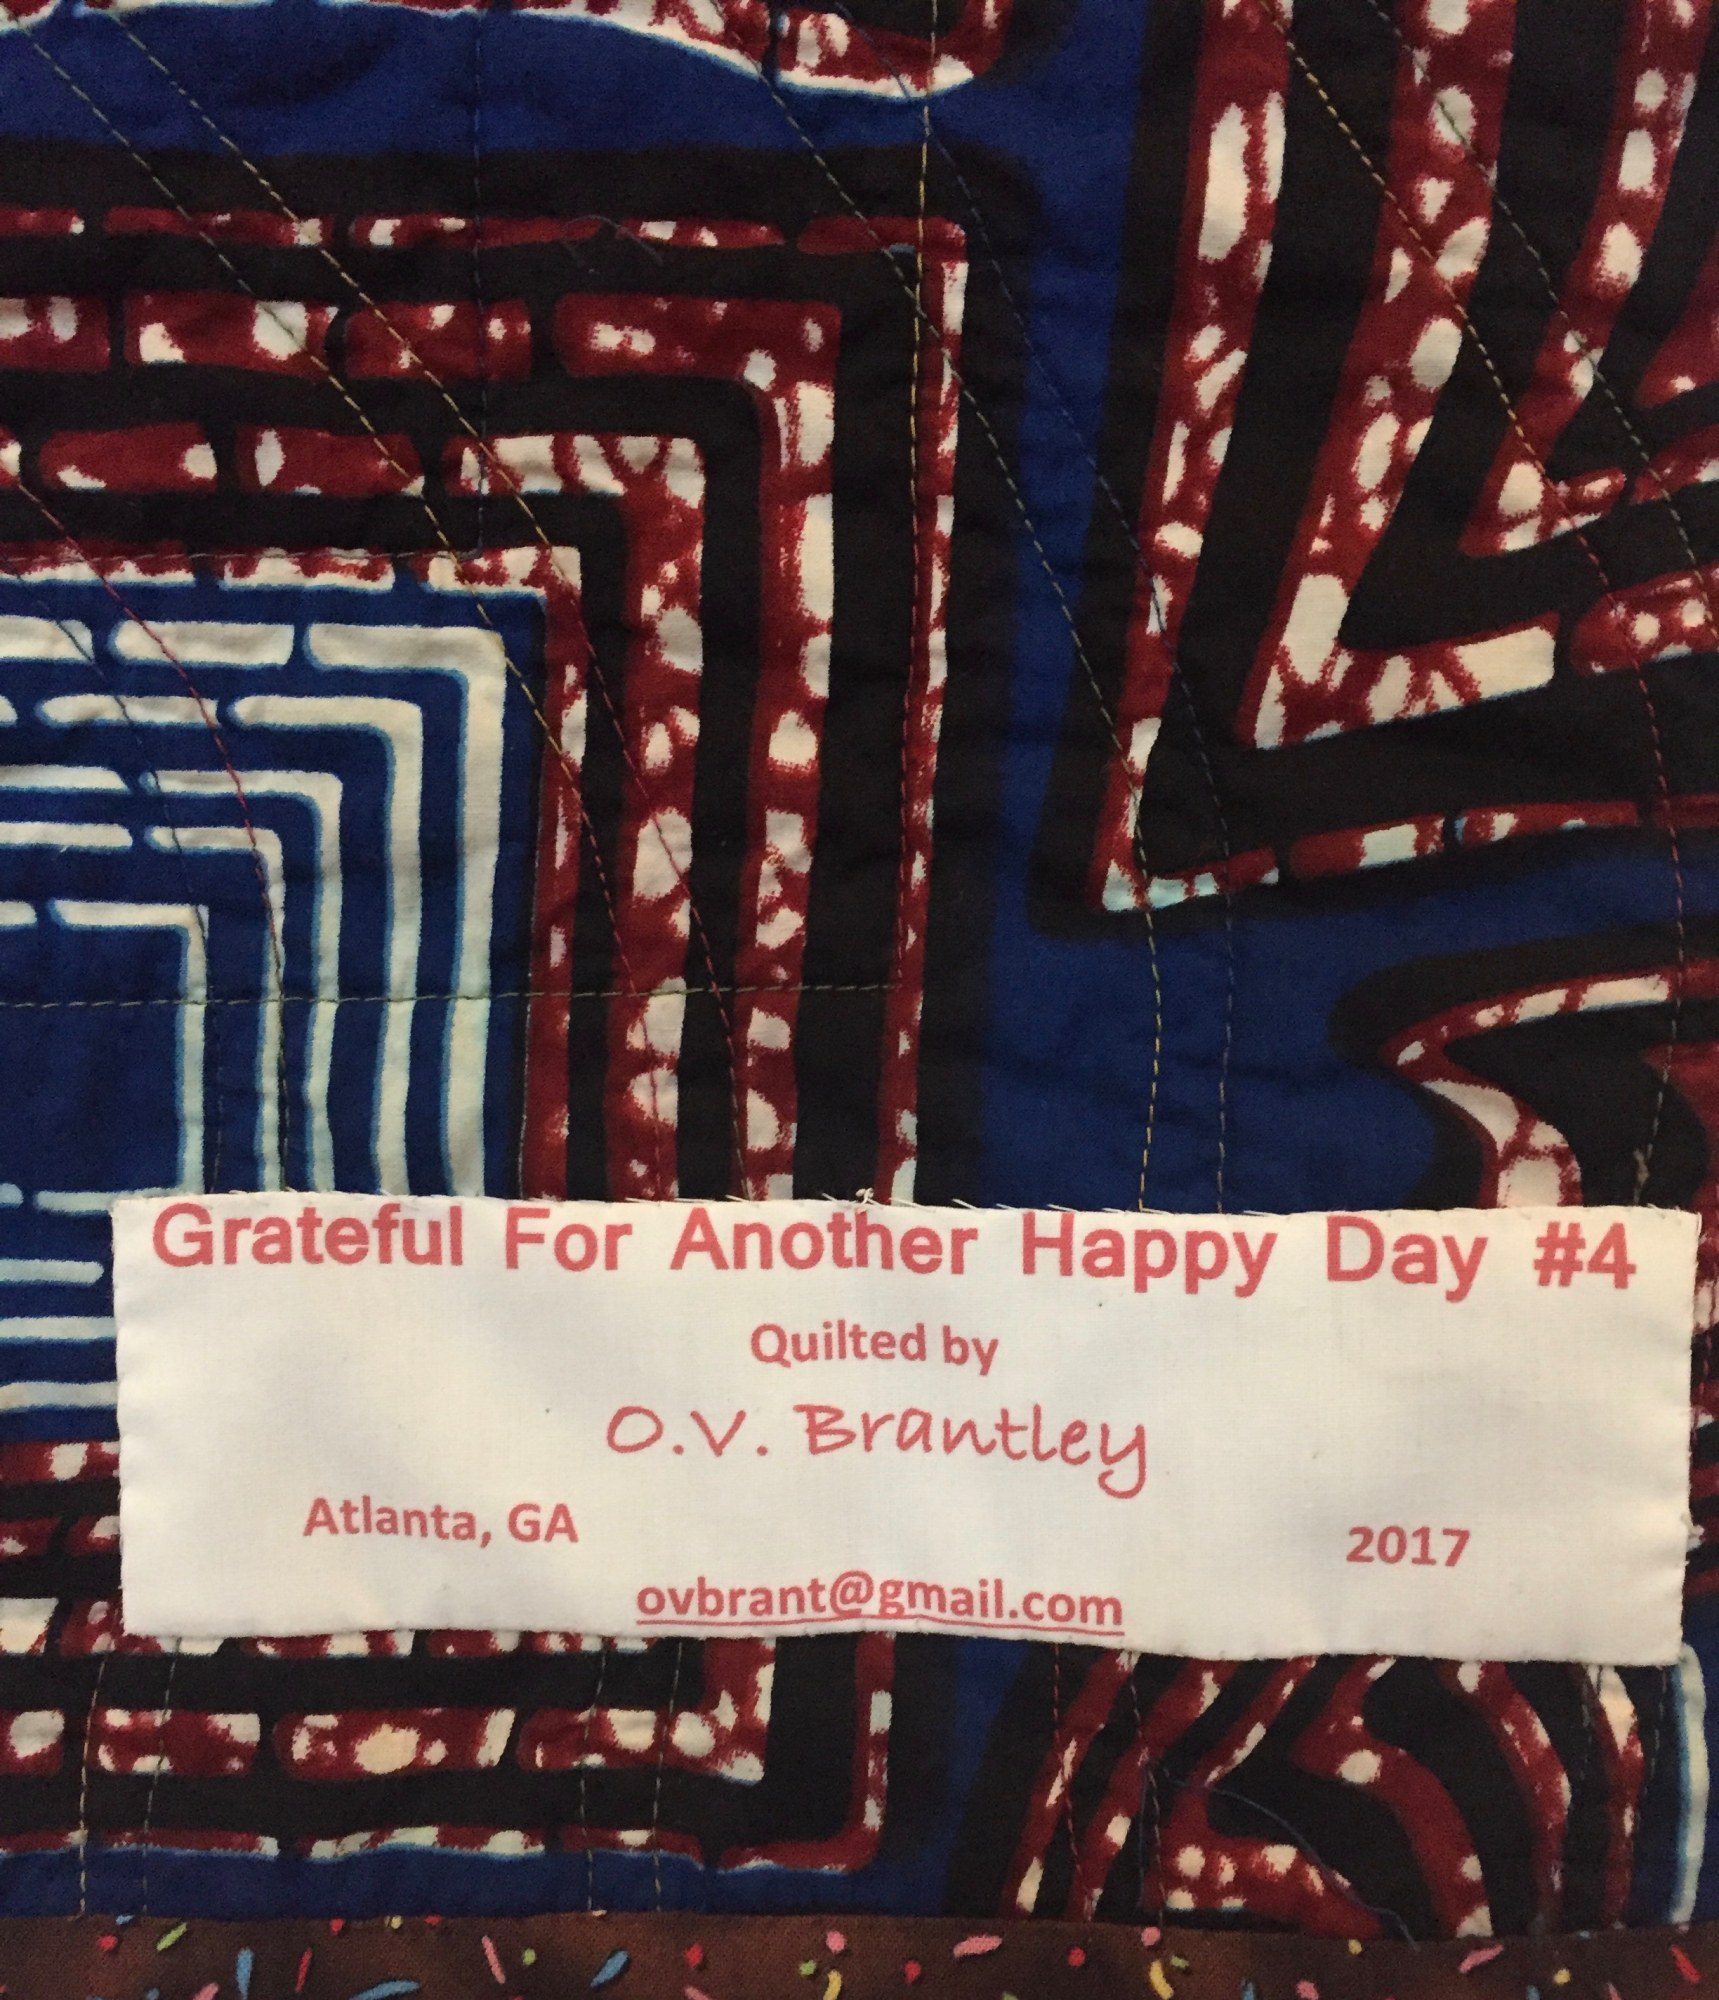 Grateful For Another Happy Day #4
Quilted by
O.V. Brantley
Atlanta, GA 2017
ovbrant@gmail.com